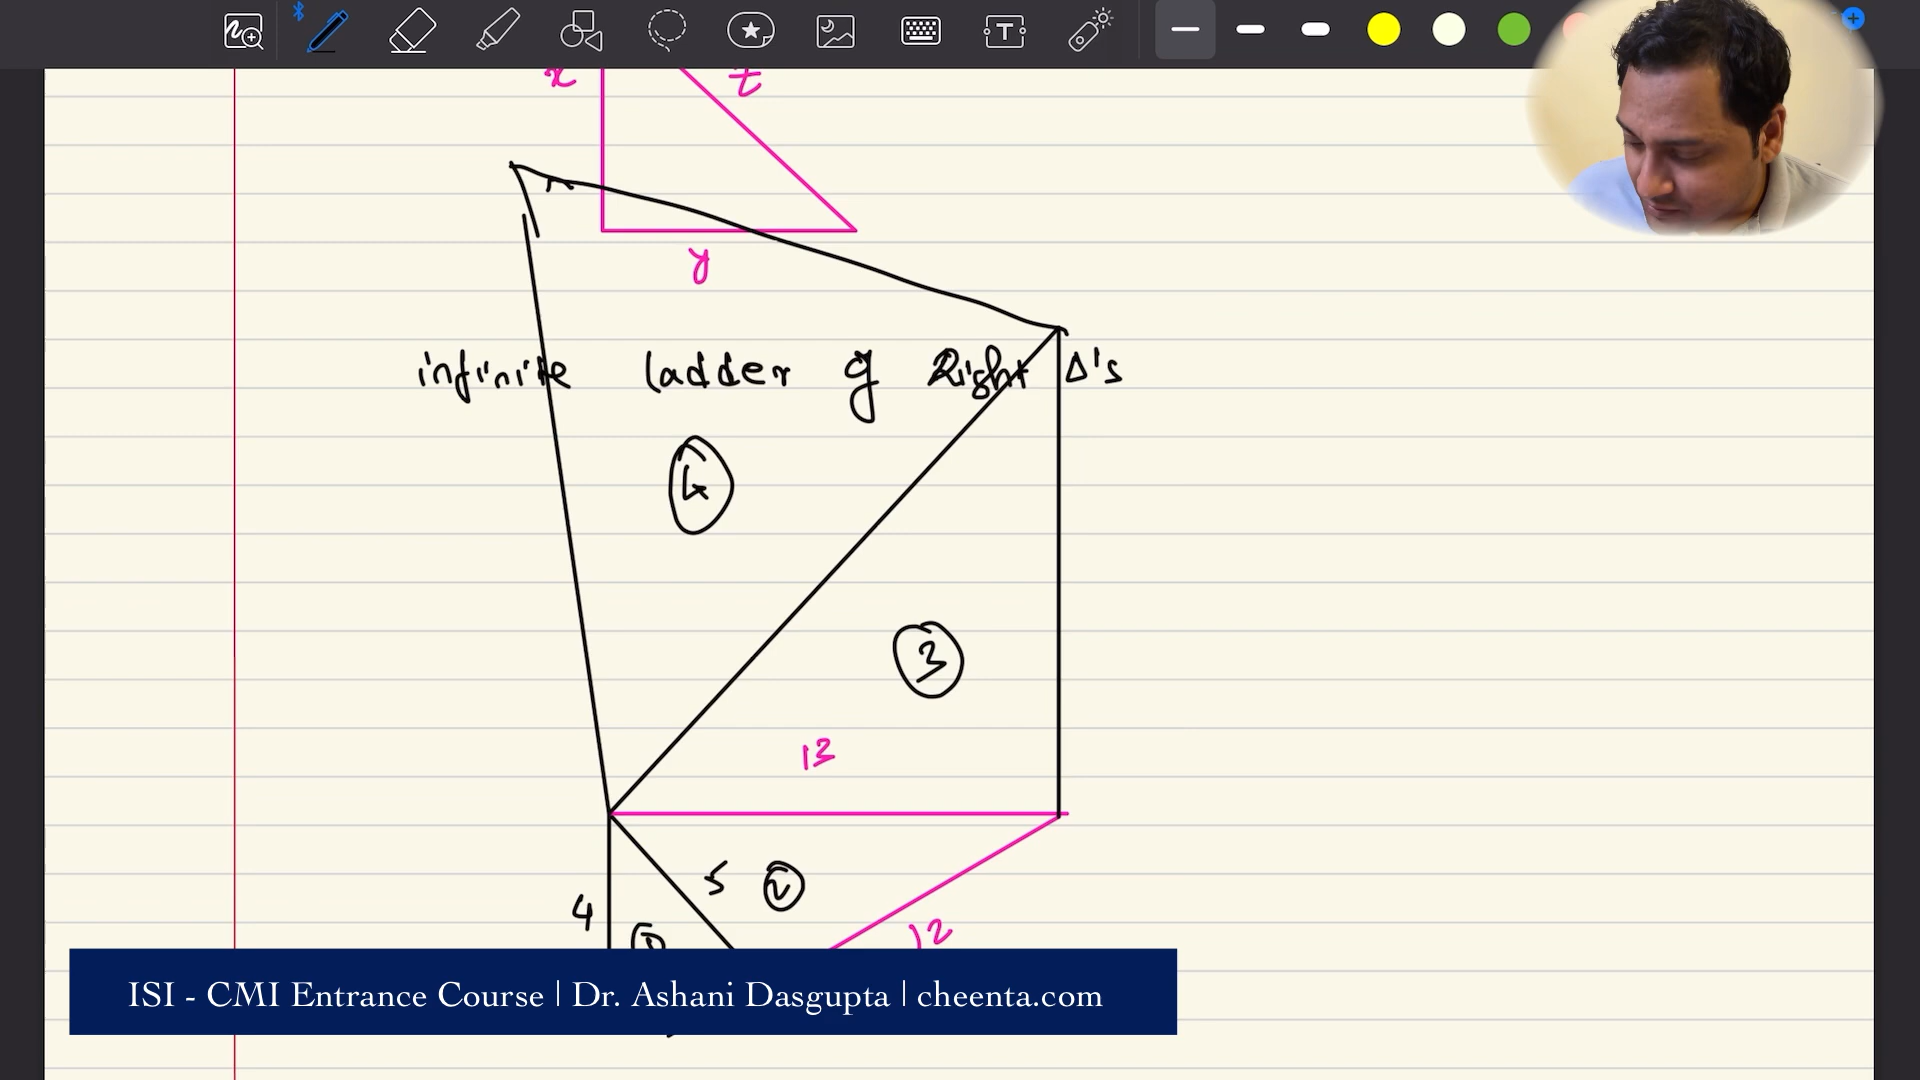 x z
y
infinite ladder of Right Δ's
4
3
13
5 2
4 1 12
ISI - CMI Entrance Course | Dr. Ashani Dasgupta | cheenta.com